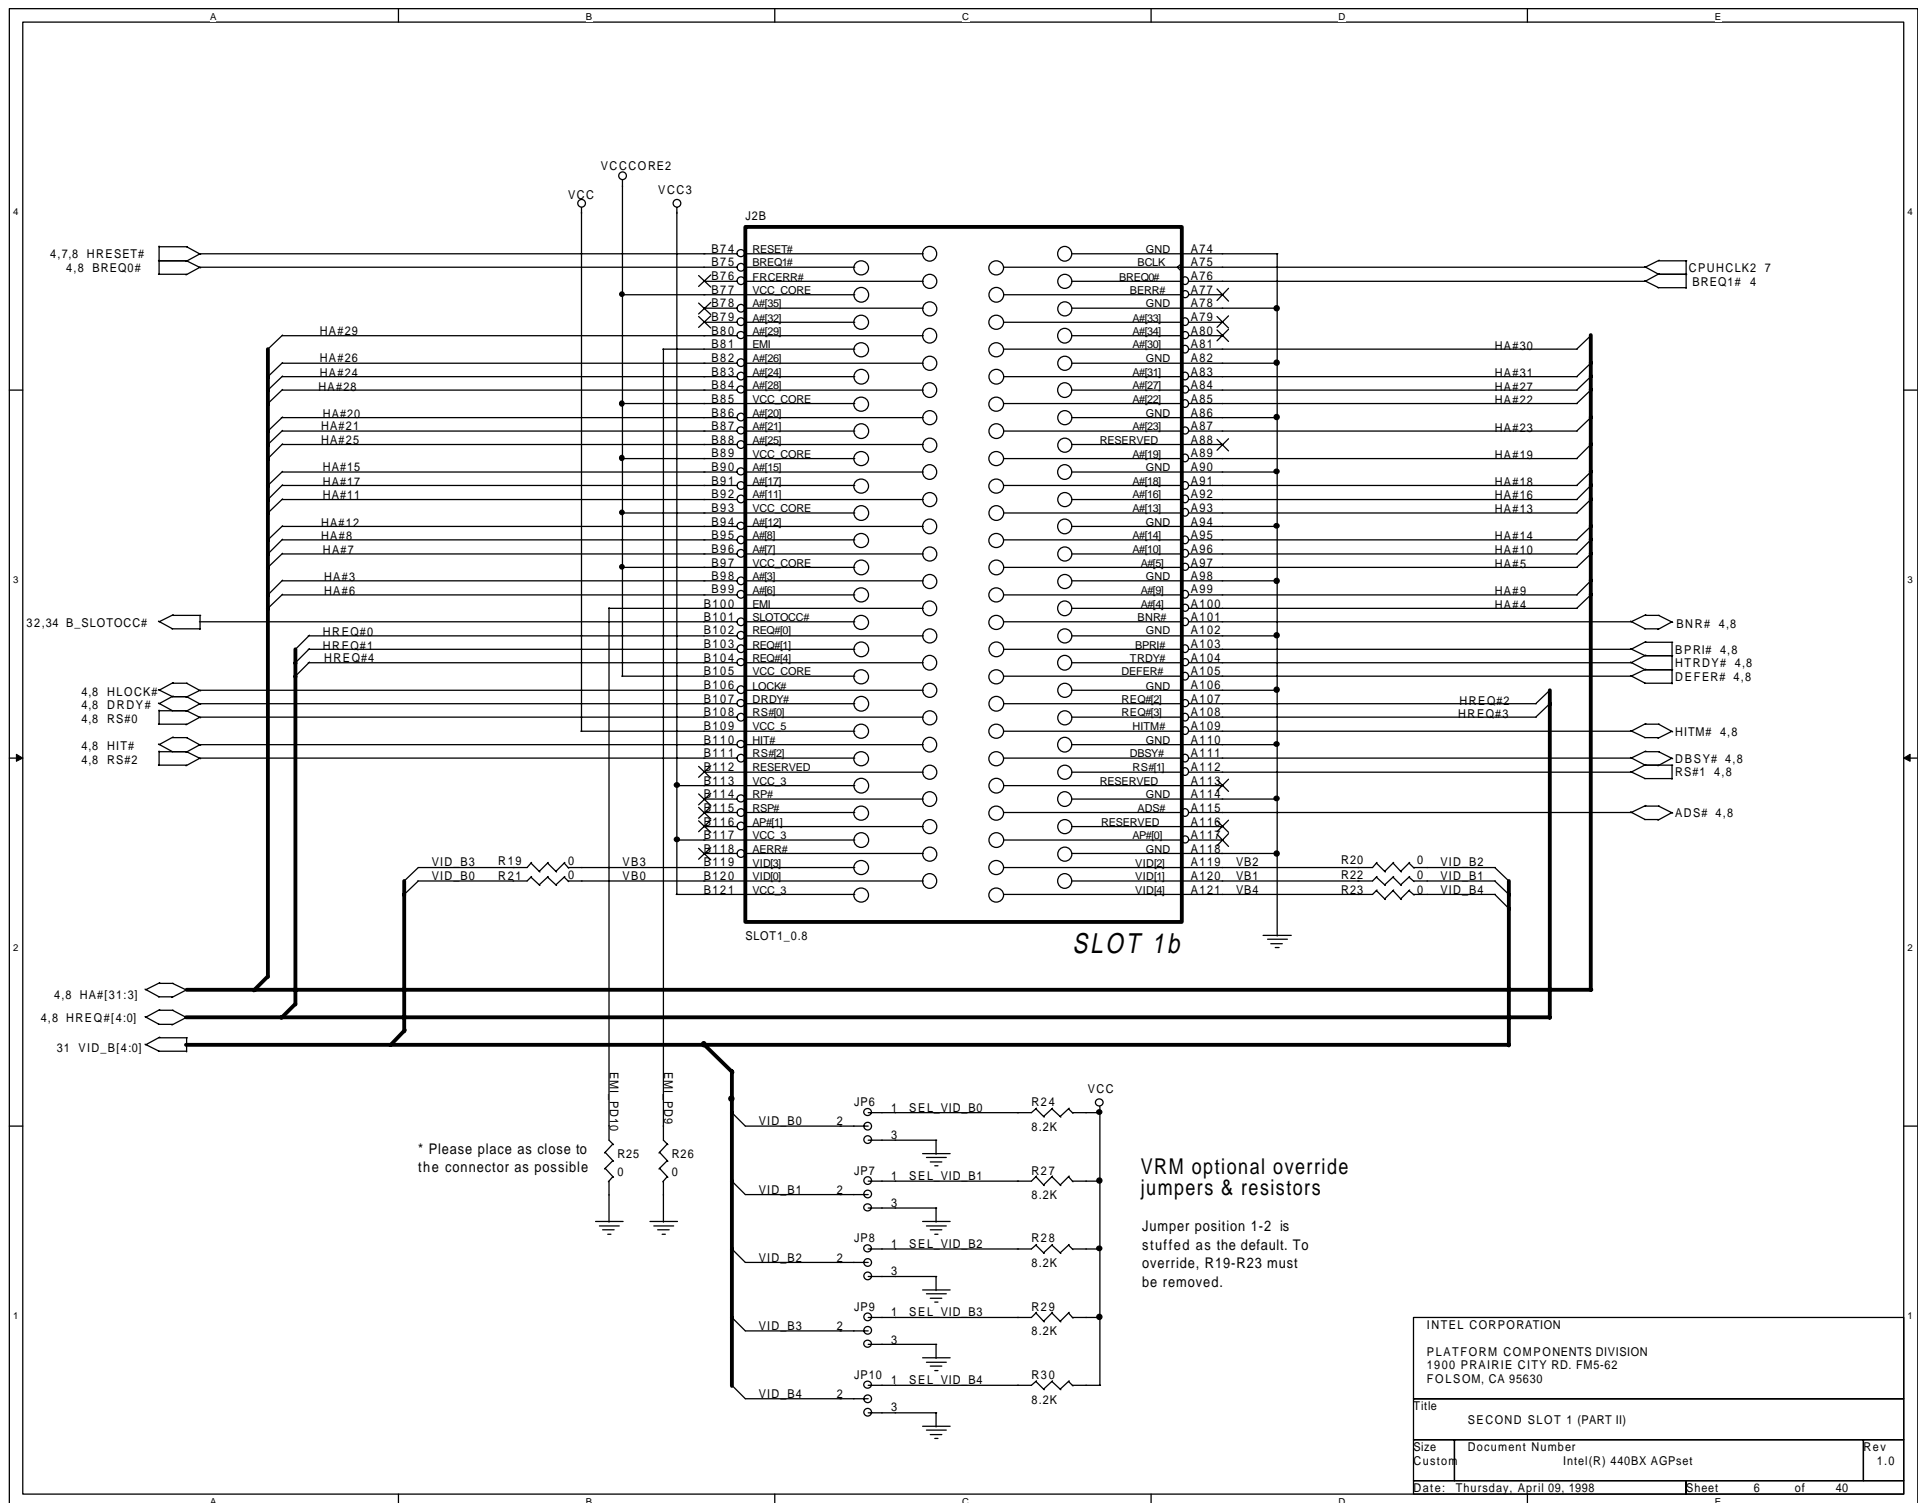 A B C D E
VCCCORE2
VCC
VCC3
4 4
J2B
4,7,8 HRESET# B74 RESET# GND A74
4,8 BREQ0# B75 BREQ1# BCLK A75 CPUHCLK2 7
B76 FRCERR# BREQ0# A76 BREQ1# 4
B77 VCC_CORE BERR# A77
B78 A#[35] GND A78
B79 A#[32] A#[33] A79
HA#29 B80 A#[29] A#[34] A80
B81 EMI A#[30] A81 HA#30
HA#26 B82 A#[26] GND A82
HA#24 B83 A#[24] A#[31] A83 HA#31
HA#28 B84 A#[28] A#[27] A84 HA#27
B85 VCC_CORE A#[22] A85 HA#22
HA#20 B86 A#[20] GND A86
HA#21 B87 A#[21] A#[23] A87 HA#23
HA#25 B88 A#[25] RESERVED A88
B89 VCC_CORE A#[19] A89 HA#19
HA#15 B90 A#[15] GND A90
HA#17 B91 A#[17] A#[18] A91 HA#18
HA#11 B92 A#[11] A#[16] A92 HA#16
B93 VCC_CORE A#[13] A93 HA#13
HA#12 B94 A#[12] GND A94
HA#8 B95 A#[8] A#[14] A95 HA#14
HA#7 B96 A#[7] A#[10] A96 HA#10
B97 VCC_CORE A#[5] A97 HA#5
3 HA#3 B98 A#[3] GND A98 3
HA#6 B99 A#[6] A#[9] A99 HA#9
B100 EMI A#[4] A100 HA#4
32,34 B_SLOTOCC# B101 SLOTOCC# BNR# A101 BNR# 4,8
HREQ#0 B102 REQ#[0] GND A102
HREQ#1 B103 REQ#[1] BPRI# A103 BPRI# 4,8
HREQ#4 B104 REQ#[4] TRDY# A104 HTRDY# 4,8
B105 VCC_CORE DEFER# A105 DEFER# 4,8
4,8 HLOCK# B106 LOCK# GND A106
4,8 DRDY# B107 DRDY# REQ#[2] A107 HREQ#2
4,8 RS#0 B108 RS#[0] REQ#[3] A108 HREQ#3
B109 VCC_5 HITM# A109 HITM# 4,8
4,8 HIT# B110 HIT# GND A110
4,8 RS#2 B111 RS#[2] DBSY# A111 DBSY# 4,8
B112 RESERVED RS#[1] A112 RS#1 4,8
B113 VCC_3 RESERVED A113
B114 RP# GND A114
B115 RSP# ADS# A115 ADS# 4,8
B116 AP#[1] RESERVED A116
B117 VCC_3 AP#[0] A117
B118 AERR# GND A118
VID_B3 R19 0 VB3 B119 VID[3] VID[2] A119 VB2 R20 0 VID_B2
VID_B0 R21 0 VB0 B120 VID[0] VID[1] A120 VB1 R22 0 VID_B1
B121 VCC_3 VID[4] A121 VB4 R23 0 VID_B4
SLOT1_0.8
SLOT 1b
2 2
4,8 HA#[31:3]
4,8 HREQ#[4:0]
31 VID_B[4:0]
EMI_PD10
EMI_PD9
* Please place as close to
the connector as possible
R25
0
R26
0
VCC
JP6 1 SEL_VID_B0 R24
VID_B0 2 8.2K
3
JP7 1 SEL_VID_B1 R27
VID_B1 2 8.2K
3
JP8 1 SEL_VID_B2 R28
VID_B2 2 8.2K
3
JP9 1 SEL_VID_B3 R29
VID_B3 2 8.2K
3
JP10 1 SEL_VID_B4 R30
VID_B4 2 8.2K
3
VRM optional override
jumpers & resistors
Jumper position 1-2 is
stuffed as the default. To
override, R19-R23 must
be removed.
1 1
INTEL CORPORATION
PLATFORM COMPONENTS DIVISION
1900 PRAIRIE CITY RD. FM5-62
FOLSOM, CA 95630
Title
SECOND SLOT 1 (PART II)
Size Document Number Rev
Custom Intel(R) 440BX AGPset 1.0
Date: Thursday, April 09, 1998 Sheet 6 of 40
A B C D E